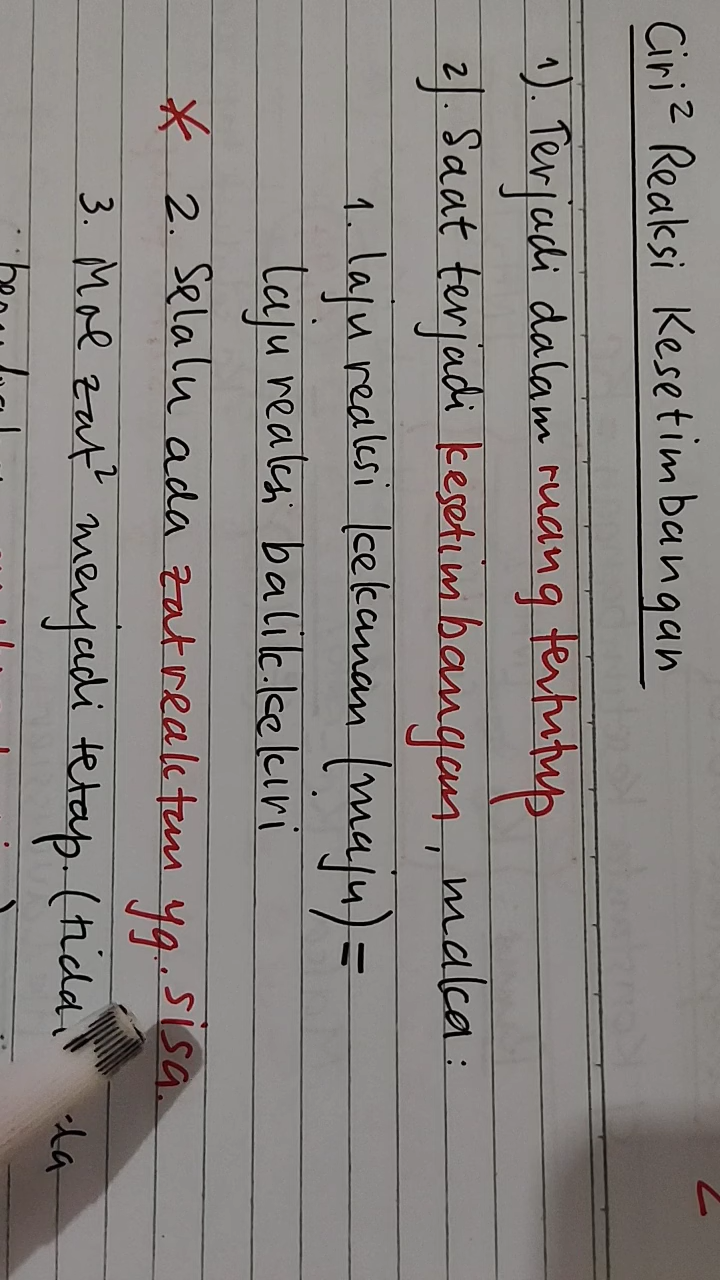 Ciri² Reaksi Kesetimbangan
1). Terjadi dalam ruang tertutup
2). Saat terjadi kesetimbangan, maka:
1. laju reaksi kekanan (maju) =
laju reaksi balik.kekiri
* 2. Selalu ada zat reaktan yg. sisa.
3. Mol zat² menjadi tetap. (tida